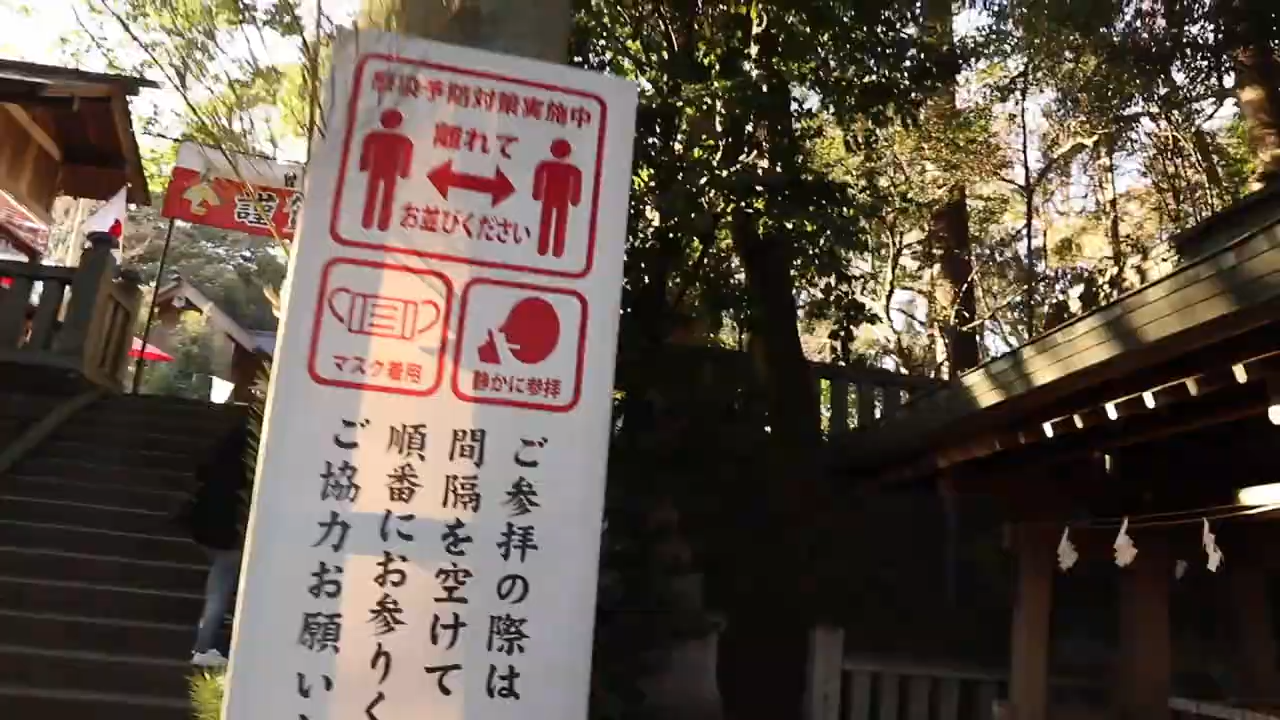 感染予防対策実施中
離れて
お並びください
マスク着用
静かに参拝
ご参拝の際は
間隔を空けて
順番にお参りく
ご協力お願い
謹賀